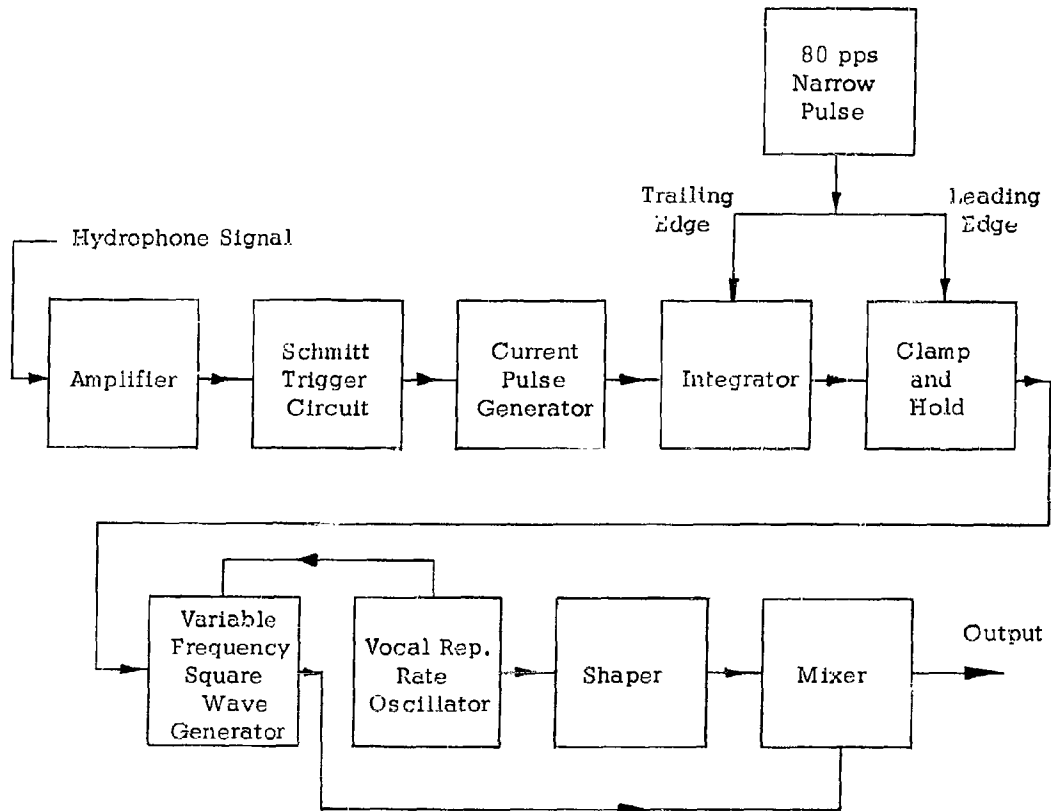 80 pps
Narrow
Pulse
Trailing
Edge
Leading
Edge
Hydrophone Signal
Amplifier
Schmitt
Trigger
Circuit
Current
Pulse
Generator
Integrator
Clamp
and
Hold
Variable
Frequency
Square
Wave
Generator
Vocal Rep.
Rate
Oscillator
Shaper
Mixer
Output